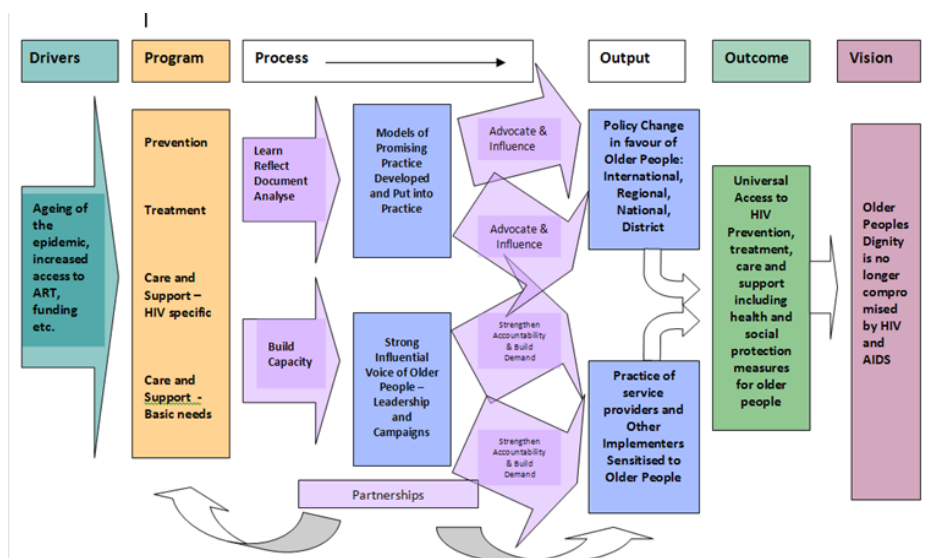 Drivers
Program
Process
Output
Outcome
Vision
Ageing of
the
epidemic,
increased
access to
ART,
funding
etc.
Prevention
Treatment
Care and
Support –
HIV specific
Care and
Support -
Basic needs
Learn
Reflect
Document
Analyse
Build
Capacity
Models of
Promising
Practice
Developed
and Put into
Practice
Strong
Influential
Voice of Older
People –
Leadership
and
Campaigns
Advocate &
Influence
Advocate &
Influence
Strengthen
Accountability
& Build
Demand
Strengthen
Accountability
& Build
Demand
Policy Change
in favour of
Older People:
International,
Regional,
National,
District
Practice of
service
providers and
Other
Implementers
Sensitised to
Older People
Universal
Access to
HIV
Prevention,
treatment,
care and
support
including
health and
social
protection
measures
for older
people
Older
Peoples
Dignity
is no
longer
compro
mised by
HIV
and
AIDS
Partnerships